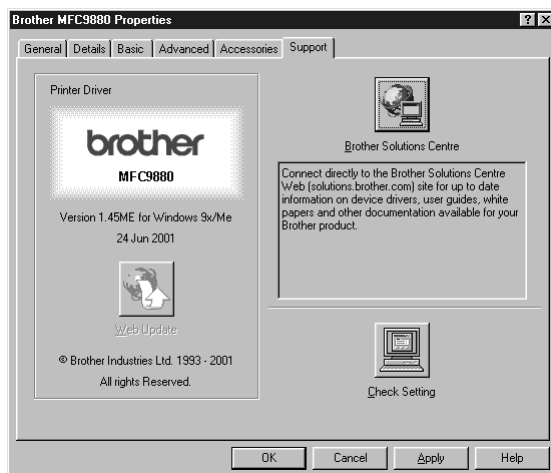 Brother MFC9880 Properties
General Details Basic Advanced Accessories Support
Printer Driver
brother
MFC9880
Version 1.45ME for Windows 9x/Me
24 Jun 2001
Web Update
© Brother Industries Ltd. 1993 - 2001
All rights Reserved.
Brother Solutions Centre
Connect directly to the Brother Solutions Centre
Web (solutions.brother.com) site for up to date
information on device drivers, user guides, white
papers and other documentation available for your
Brother product.
Check Setting
OK Cancel Apply Help